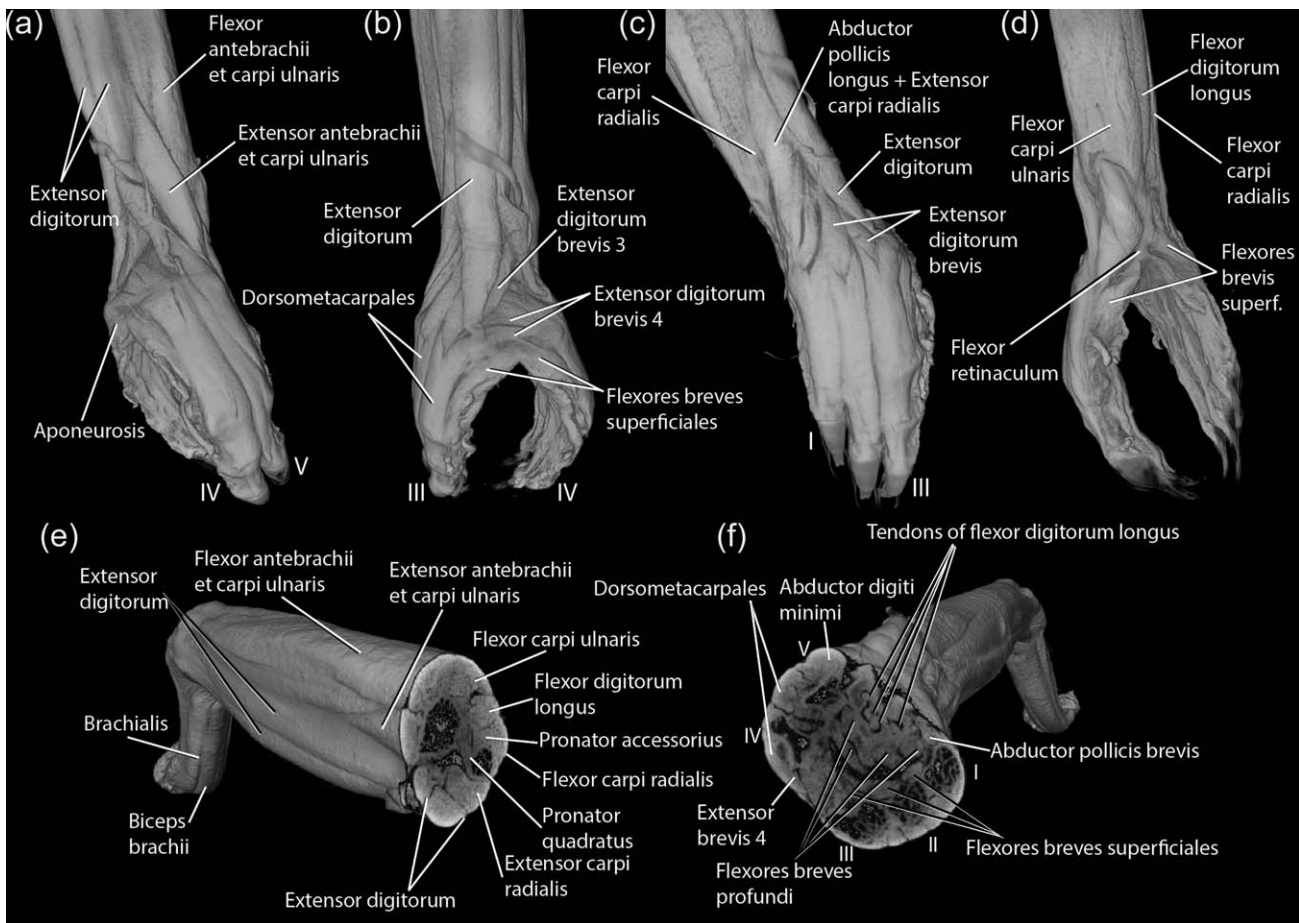 (a)
Flexor
antebrachii
et carpi ulnaris
Extensor antebrachii
et carpi ulnaris
Extensor
digitorum
Aponeurosis
IV
V
(b)
Extensor
digitorum
Extensor
digitorum
brevis 3
Dorsometacarpales
Extensor digitorum
brevis 4
Flexores breves
superficiales
III
IV
(c)
Flexor
carpi
radialis
Abductor
pollicis
longus + Extensor
carpi radialis
Extensor
digitorum
Extensor
digitorum
brevis
I
III
(d)
Flexor
digitorum
longus
Flexor
carpi
ulnaris
Flexor
carpi
radialis
Flexores
brevis
superf.
Flexor
retinaculum
(e)
Flexor antebrachii
et carpi ulnaris
Extensor
digitorum
Extensor antebrachii
et carpi ulnaris
Flexor carpi ulnaris
Flexor digitorum
longus
Brachialis
Pronator accessorius
Flexor carpi radialis
Biceps
brachii
Pronator
quadratus
Extensor carpi
radialis
Extensor digitorum
(f)
Tendons of flexor digitorum longus
Dorsometacarpales
Abductor digiti
minimi
V
IV
Abductor pollicis brevis
I
Extensor
brevis 4
II
III
Flexores breves superficiales
Flexores breves
profundi